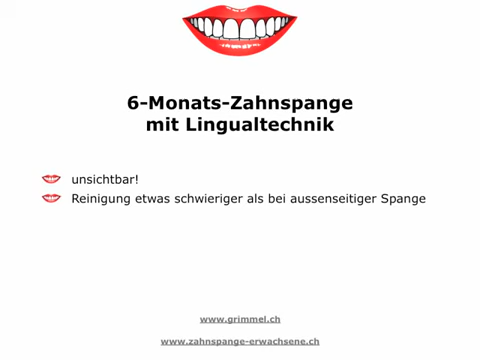 6-Monats-Zahnspange
mit Lingualtechnik
unsichtbar!
Reinigung etwas schwieriger als bei aussenseitiger Spange
www.grimmel.ch
www.zahnspange-erwachsene.ch